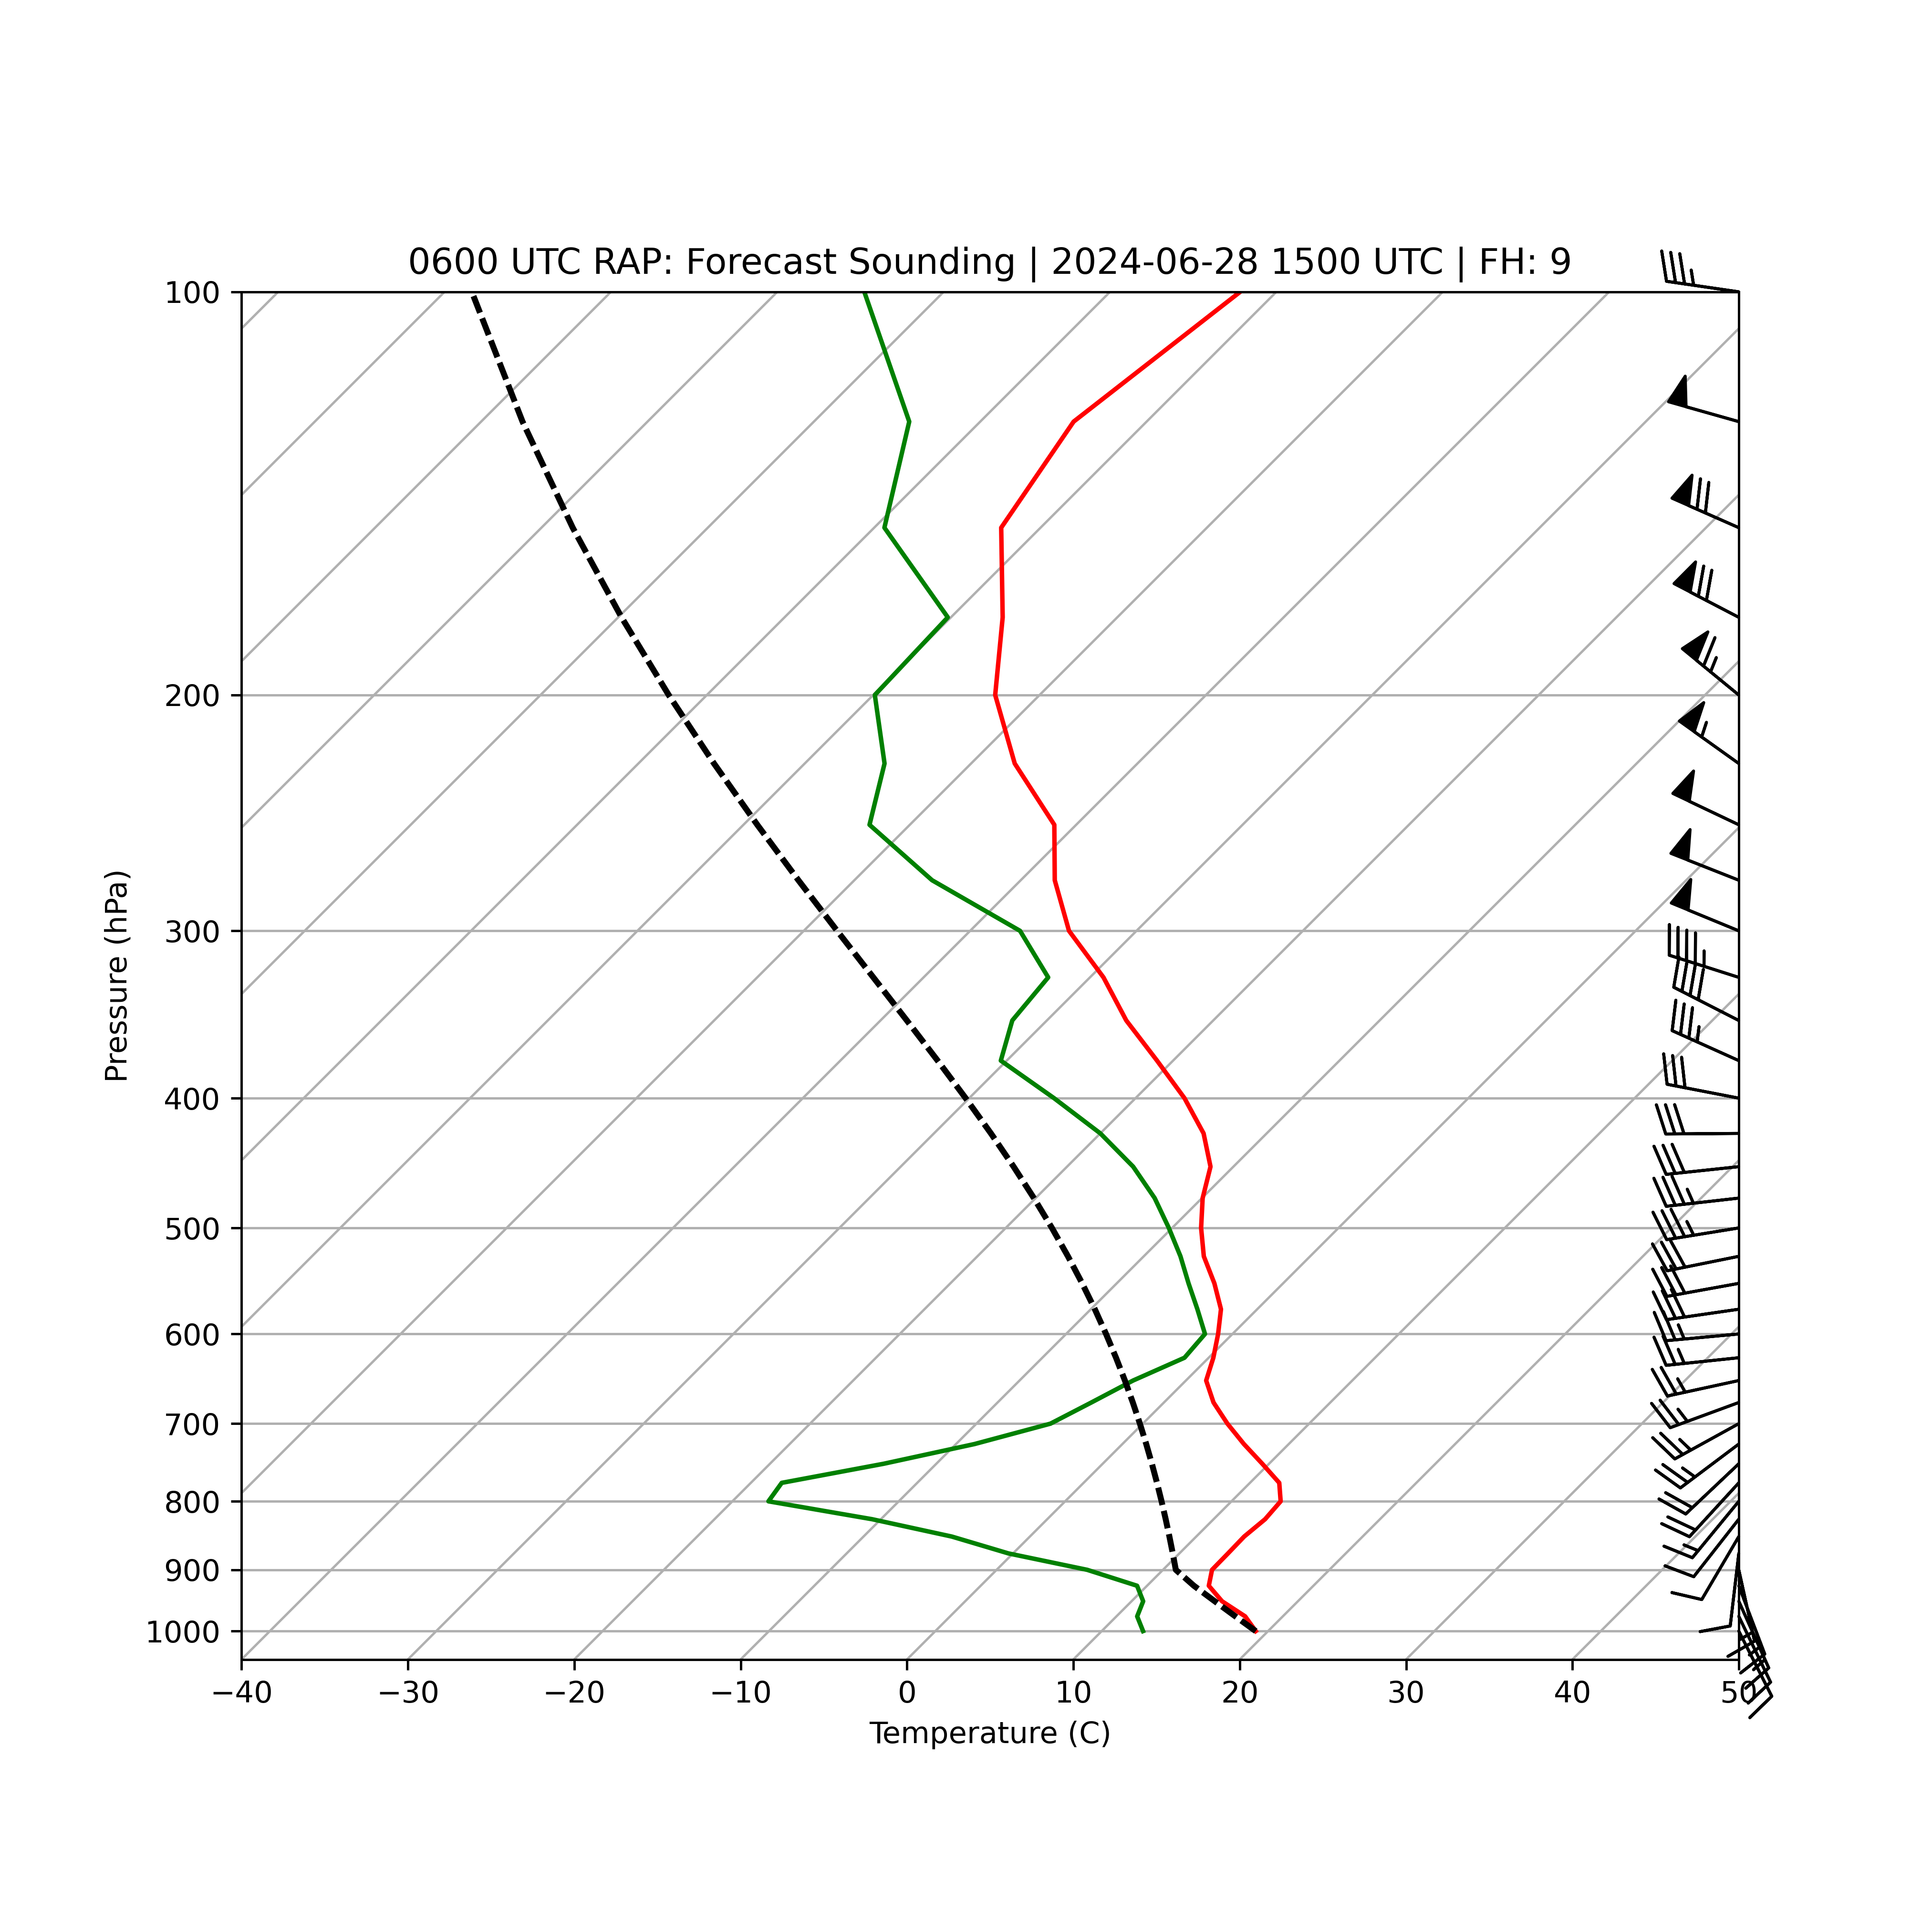 0600 UTC RAP: Forecast Sounding | 2024-06-28 1500 UTC | FH: 9
100
200
300
400
500
600
700
800
900
1000
Pressure (hPa)
−40 −30 −20 −10 0 10 20 30 40 50
Temperature (C)